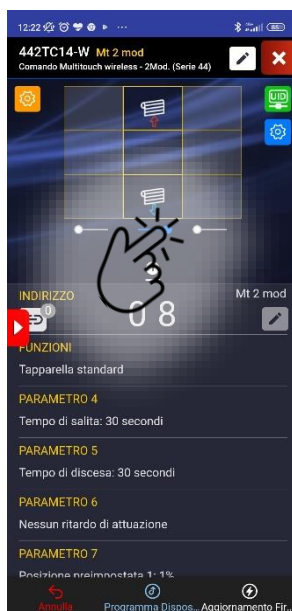 12:22
442TC14-W Mt 2 mod
Comando Multitouch wireless - 2Mod. (Serie 44)
UID
INDIRIZZO
Mt 2 mod
0
0 8
FUNZIONI
Tapparella standard
PARAMETRO 4
Tempo di salita: 30 secondi
PARAMETRO 5
Tempo di discesa: 30 secondi
PARAMETRO 6
Nessun ritardo di attuazione
PARAMETRO 7
Posizione preimpostata 1: 1%
Annulla
Programma Dispos...
Aggiornamento Fir